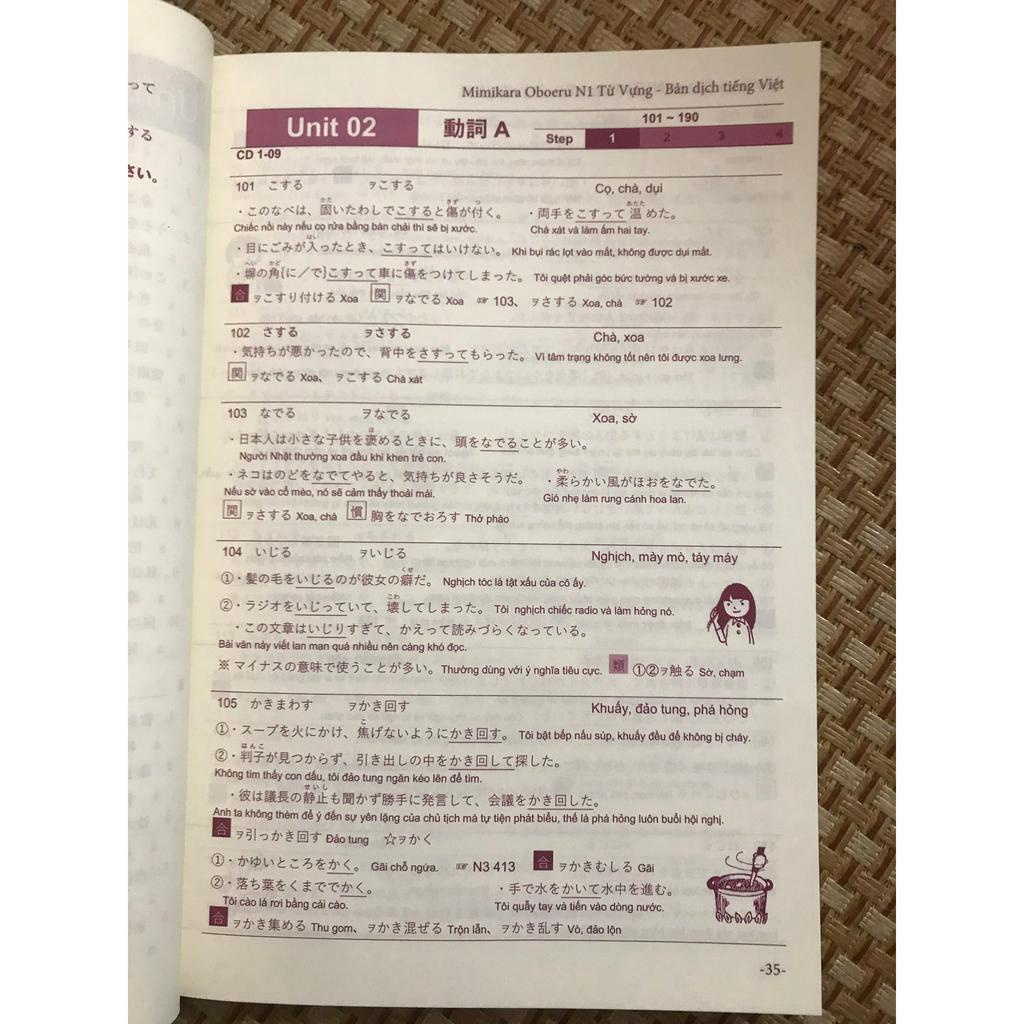 って
する
さい。
Mimikara Oboeru N1 Từ Vựng - Bản dịch tiếng Việt
Unit 02 動詞 A 101 ~ 190
Step 1 2 3 4
CD 1-09
101 こする ヲこする Cọ, chà, dụi
・このなべは、固いたわしでこすると傷が付く。 ・両手をこすって温めた。
Chiếc nồi này nếu cọ rửa bằng bàn chải thì sẽ bị xước. Chà xát và làm ấm hai tay.
・目にごみが入ったとき、こすってはいけない。 Khi bụi rác lọt vào mắt, không được dụi mắt.
・塀の角{に/で}こすって車に傷をつけてしまった。 Tôi quệt phải góc bức tường và bị xước xe.
合 ヲこすり付ける Xoa 関 ヲなでる Xoa ☞ 103、 ヲさする Xoa, chà ☞ 102
102 さする ヲさする Chà, xoa
・気持ちが悪かったので、背中をさすってもらった。 Vì tâm trạng không tốt nên tôi được xoa lưng.
関 ヲなでる Xoa、 ヲこする Chà xát
103 なでる ヲなでる Xoa, sờ
・日本人は小さな子供を褒めるときに、頭をなでることが多い。
Người Nhật thường xoa đầu khi khen trẻ con.
・ネコはのどをなでてやると、気持ちが良さそうだ。 ・柔らかい風がほおをなでた。
Nếu sờ vào cổ mèo, nó sẽ cảm thấy thoải mái. Gió nhẹ làm rung cánh hoa lan.
関 ヲさする Xoa, chà 慣 胸をなでおろす Thở phào
104 いじる ヲいじる Nghịch, mày mò, táy máy
①・髪の毛をいじるのが彼女の癖だ。 Nghịch tóc là tật xấu của cô ấy.
②・ラジオをいじっていて、壊してしまった。 Tôi nghịch chiếc radio và làm hỏng nó.
・この文章はいじりすぎて、かえって読みづらくなっている。
Bài văn này viết lan man quá nhiều nên càng khó đọc.
※ マイナスの意味で使うことが多い。 Thường dùng với ý nghĩa tiêu cực. 類 ①②ヲ触る Sờ, chạm
105 かきまわす ヲかき回す Khuấy, đảo tung, phá hỏng
①・スープを火にかけ、焦げないようにかき回す。 Tôi bật bếp nấu súp, khuấy đều để không bị cháy.
②・判子が見つからず、引き出しの中をかき回して探した。
Không tìm thấy con dấu, tôi đảo tung ngăn kéo lên để tìm.
・彼は議長の静止も聞かず勝手に発言して、会議をかき回した。
Anh ta không thèm để ý đến sự yên lặng của chủ tịch mà tự tiện phát biểu, thế là phá hỏng luôn buổi hội nghị.
合 ヲ引っかき回す Đảo tung ☆ヲかく
①・かゆいところをかく。 Gãi chỗ ngứa. ☞ N3 413 合 ヲかきむしる Gãi
②・落ち葉をくまででかく。 ・手で水をかいて水中を進む。
Tôi cào lá rơi bằng cái cào. Tôi quẫy tay và tiến vào dòng nước.
合 ヲかき集める Thu gom、ヲかき混ぜる Trộn lẫn、ヲかき乱す Vò, đảo lộn
-35-